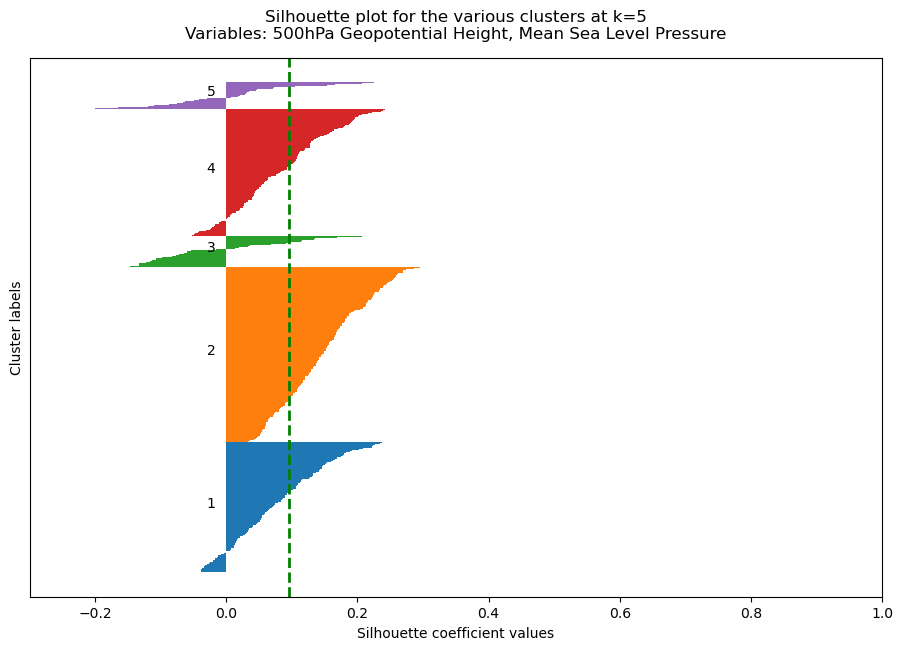 Silhouette plot for the various clusters at k=5
Variables: 500hPa Geopotential Height, Mean Sea Level Pressure
5
4
3
2
1
Cluster labels
−0.2 0.0 0.2 0.4 0.6 0.8 1.0
Silhouette coefficient values